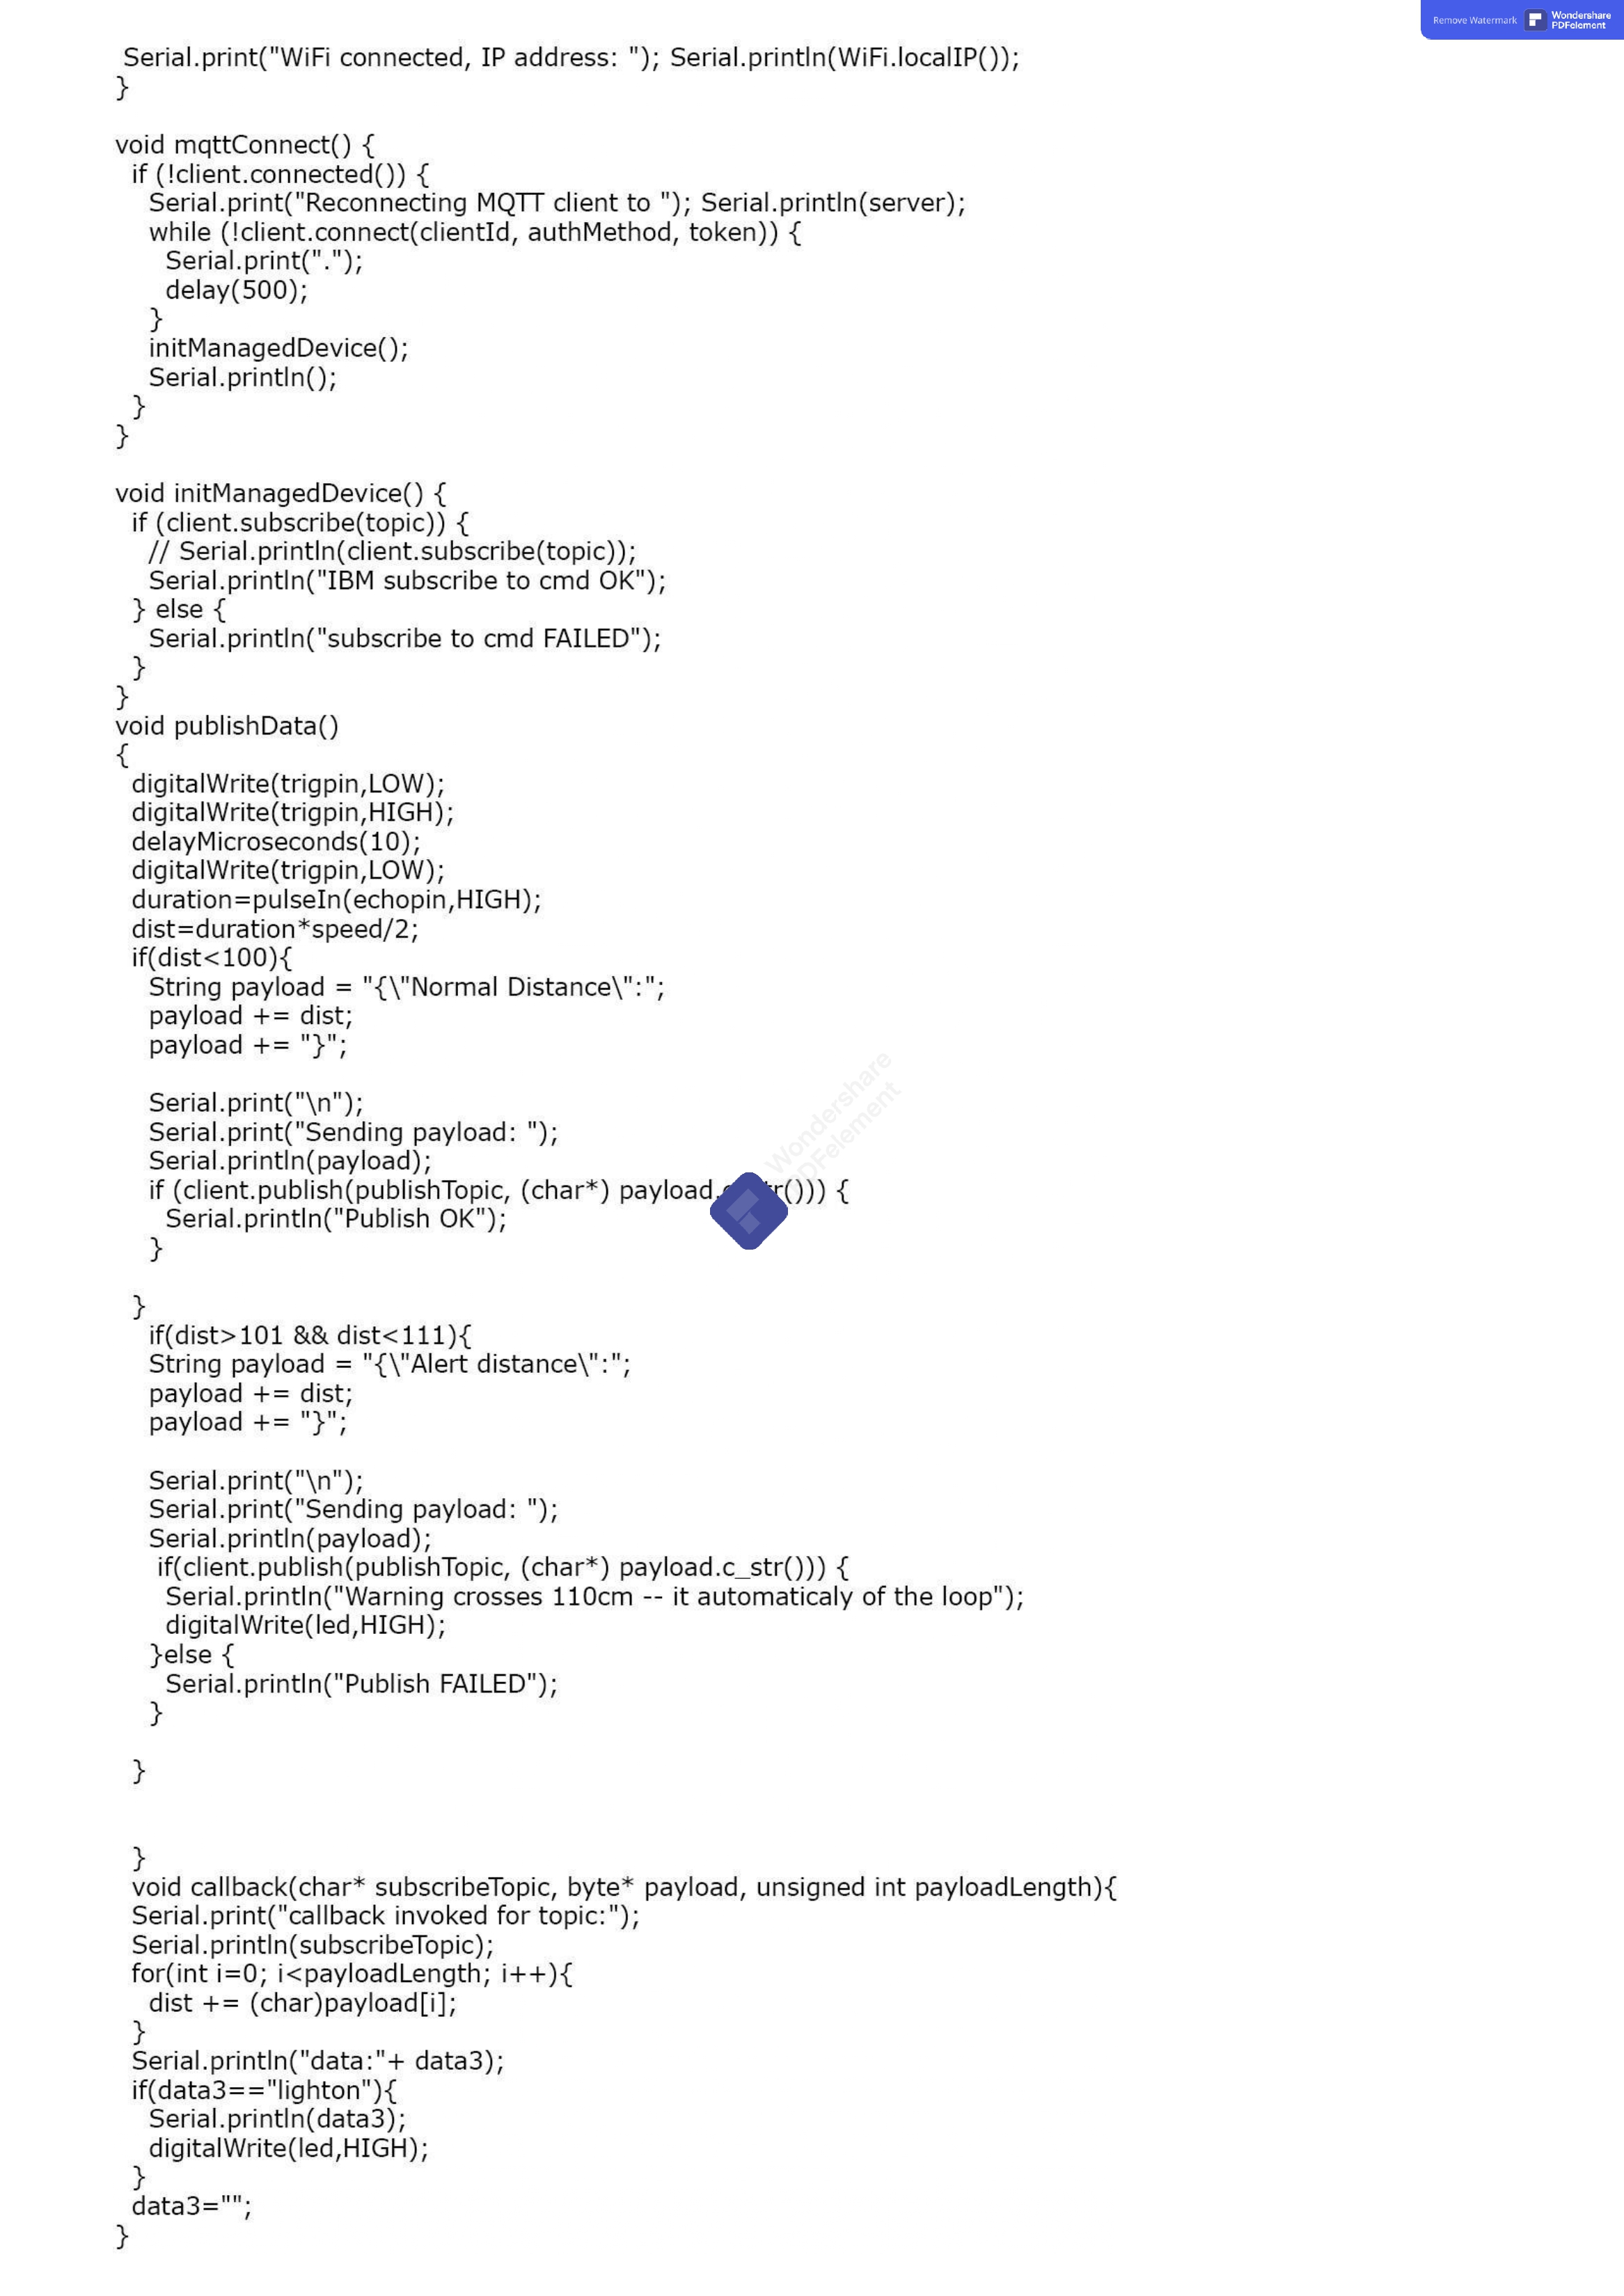 Remove Watermark Wondershare PDFelement
Serial.print("WiFi connected, IP address: "); Serial.println(WiFi.localIP());
}
void mqttConnect() {
if (!client.connected()) {
Serial.print("Reconnecting MQTT client to "); Serial.println(server);
while (!client.connect(clientId, authMethod, token)) {
Serial.print(".");
delay(500);
}
initManagedDevice();
Serial.println();
}
}
void initManagedDevice() {
if (client.subscribe(topic)) {
// Serial.println(client.subscribe(topic));
Serial.println("IBM subscribe to cmd OK");
} else {
Serial.println("subscribe to cmd FAILED");
}
}
void publishData()
{
digitalWrite(trigpin,LOW);
digitalWrite(trigpin,HIGH);
delayMicroseconds(10);
digitalWrite(trigpin,LOW);
duration=pulseIn(echopin,HIGH);
dist=duration*speed/2;
if(dist<100){
String payload = "{\"Normal Distance\":";
payload += dist;
payload += "}";
Serial.print("\n");
Serial.print("Sending payload: ");
Serial.println(payload);
if (client.publish(publishTopic, (char*) payload.
Serial.println("Publish OK");
}
}
if(dist>101 && dist<111){
String payload = "{\"Alert distance\":";
payload += dist;
payload += "}";
Serial.print("\n");
Serial.print("Sending payload: ");
Serial.println(payload);
if(client.publish(publishTopic, (char*) payload.c_str())) {
Serial.println("Warning crosses 110cm -- it automaticaly of the loop");
digitalWrite(led,HIGH);
}else {
Serial.println("Publish FAILED");
}
}
}
void callback(char* subscribeTopic, byte* payload, unsigned int payloadLength){
Serial.print("callback invoked for topic:");
Serial.println(subscribeTopic);
for(int i=0; i<payloadLength; i++){
dist += (char)payload[i];
}
Serial.println("data:"+ data3);
if(data3=="lighton"){
Serial.println(data3);
digitalWrite(led,HIGH);
}
data3="";
}
Wondershare
PDFelement